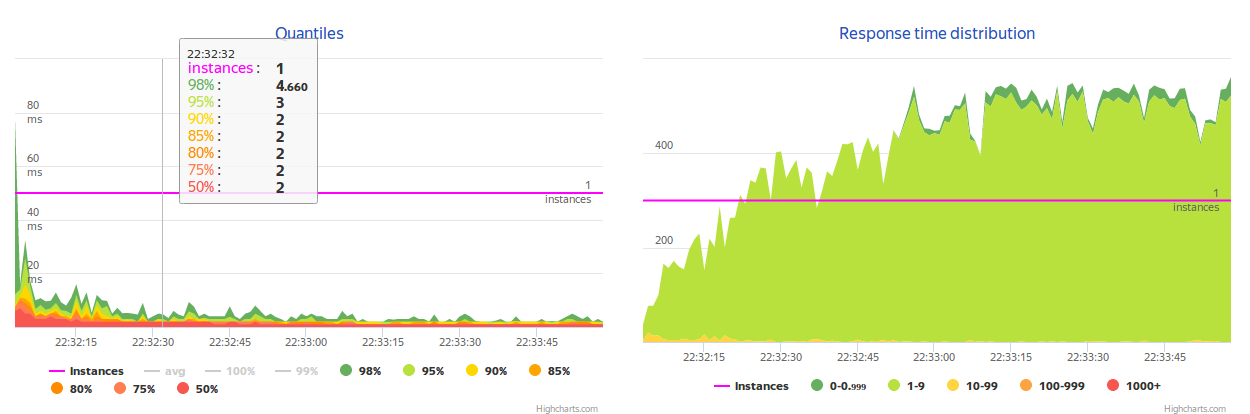 Quantiles
80
ms
60
ms
40
ms
20
ms
22:32:32
instances: 1
98%: 4.660
95%: 3
90%: 2
85%: 2
80%: 2
75%: 2
50%: 2
1
instances
22:32:15 22:32:30 22:32:45 22:33:00 22:33:15 22:33:30 22:33:45
Instances avg 100% 99% 98% 95% 90% 85%
80% 75% 50%
Highcharts.com
Response time distribution
400
200
1
instances
22:32:15 22:32:30 22:32:45 22:33:00 22:33:15 22:33:30 22:33:45
Instances 0-0.999 1-9 10-99 100-999 1000+
Highcharts.com